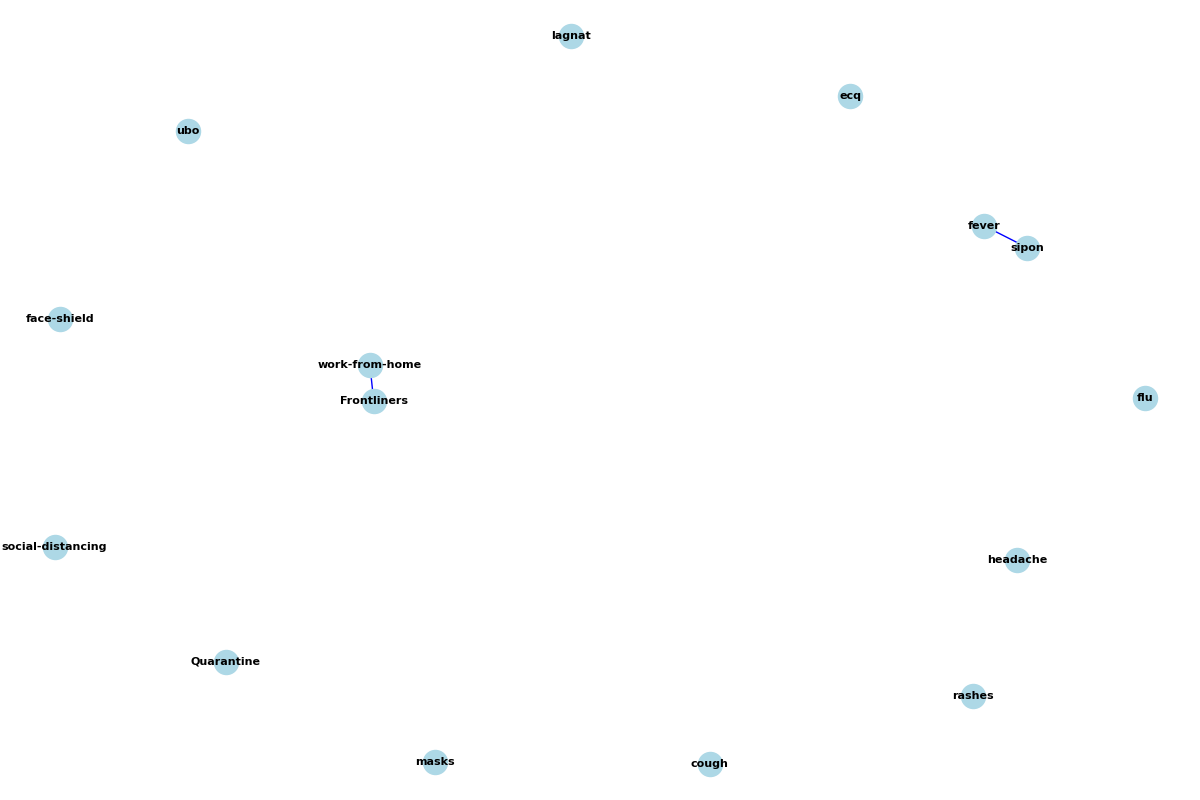 lagnat
ecq
ubo
fever
sipon
face-shield
work-from-home
Frontliners
flu
social-distancing
headache
Quarantine
rashes
masks
cough